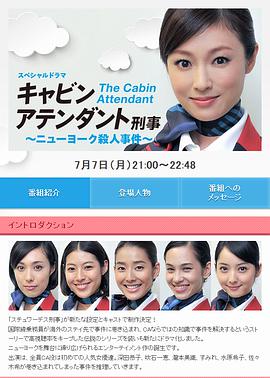 スペシャルドラマ
キャビン The Cabin Attendant
アテンダント刑事
〜ニューヨーク殺人事件〜
7月7日(月)21:00〜22:48
番組紹介 登場人物 番組への
メッセージ
イントロダクション
「スチュワーデス刑事」が新たな設定とキャストで制作決定!
国際線乗務員が海外のステイ先で事件に巻き込まれ、CAならではの知識で事件を解決するというストー
リーで高視聴率をキープした伝説のシリーズを装いも新たにドラマ化しました。
ニューヨークを舞台に繰り広げられるエンターテイメント作の誕生です。
出演は、全員CA役は初めての人気女優達。深田恭子、吹石一恵、瀧本美織、すみれ、水原希子、佐々
木希が巻き込まれてしまった事件を推理していきます。